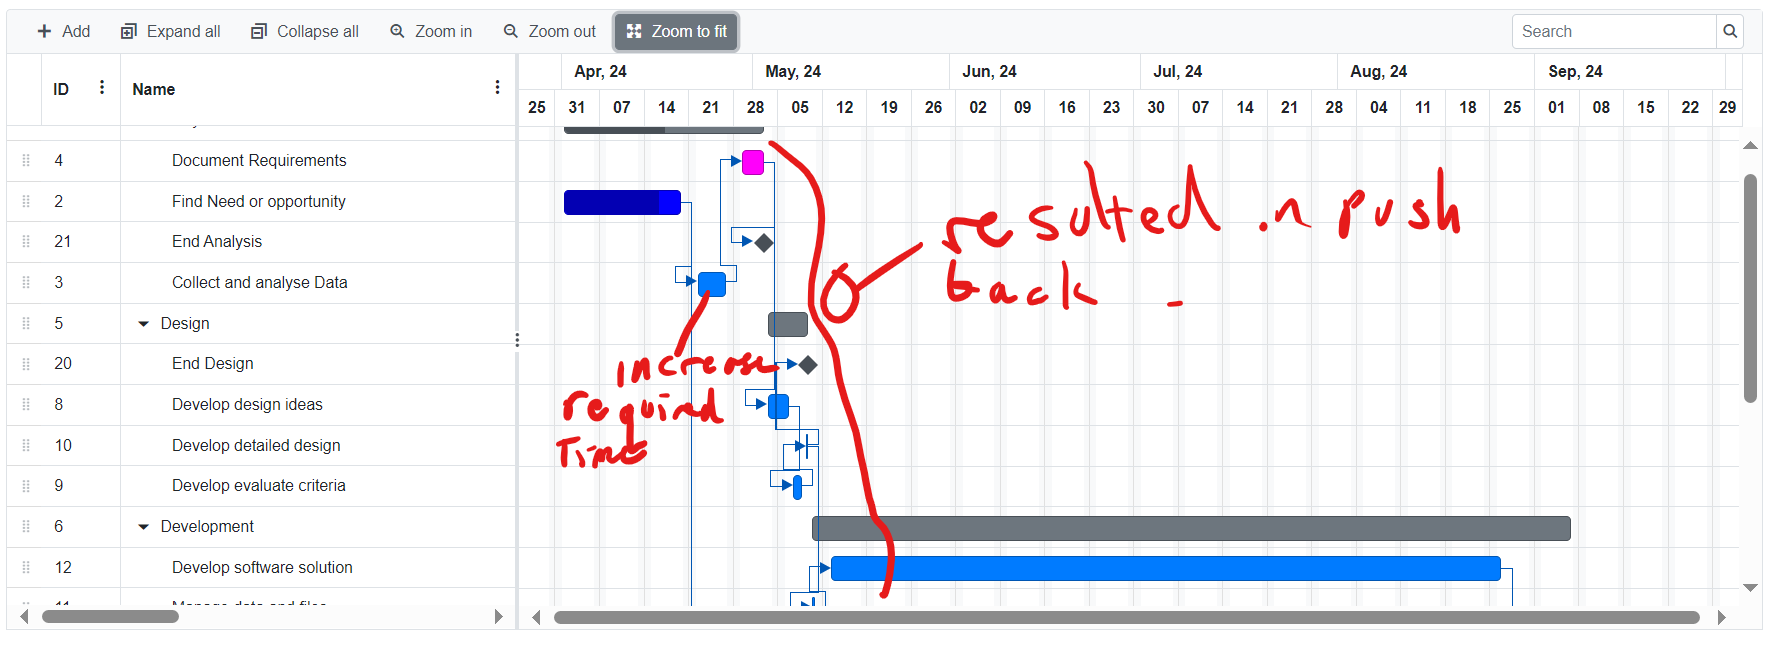 Add Expand all Collapse all Zoom in Zoom out Zoom to fit Search
ID Name
Apr, 24 May, 24 Jun, 24 Jul, 24 Aug, 24 Sep, 24
25 31 07 14 21 28 05 12 19 26 02 09 16 23 30 07 14 21 28 04 11 18 25 01 08 15 22 29
4 Document Requirements
2 Find Need or opportunity
21 End Analysis
3 Collect and analyse Data
5 Design
20 End Design
8 Develop design ideas
10 Develop detailed design
9 Develop evaluate criteria
6 Development
12 Develop software solution
11 Manage data and files
resulted in push
back -
increase
required
Time